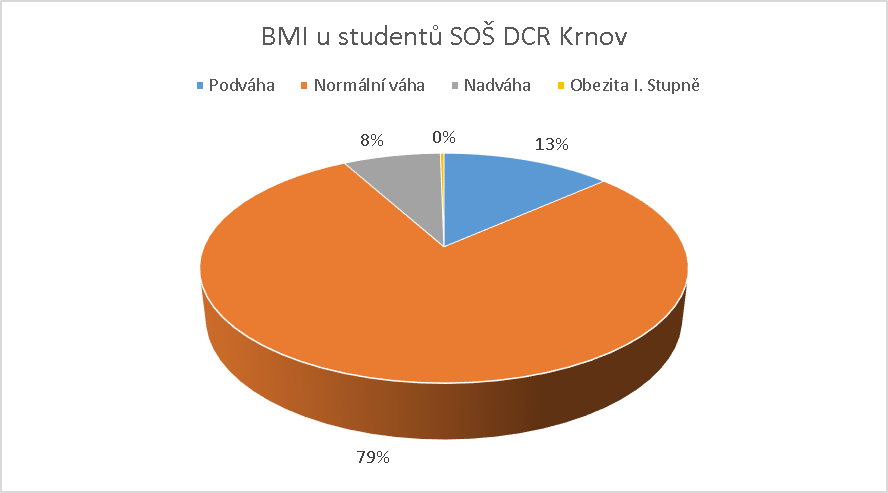 BMI u studentů SOŠ DCR Krnov
Podváha Normální váha Nadváha Obezita I. Stupně
8% 0% 13%
79%